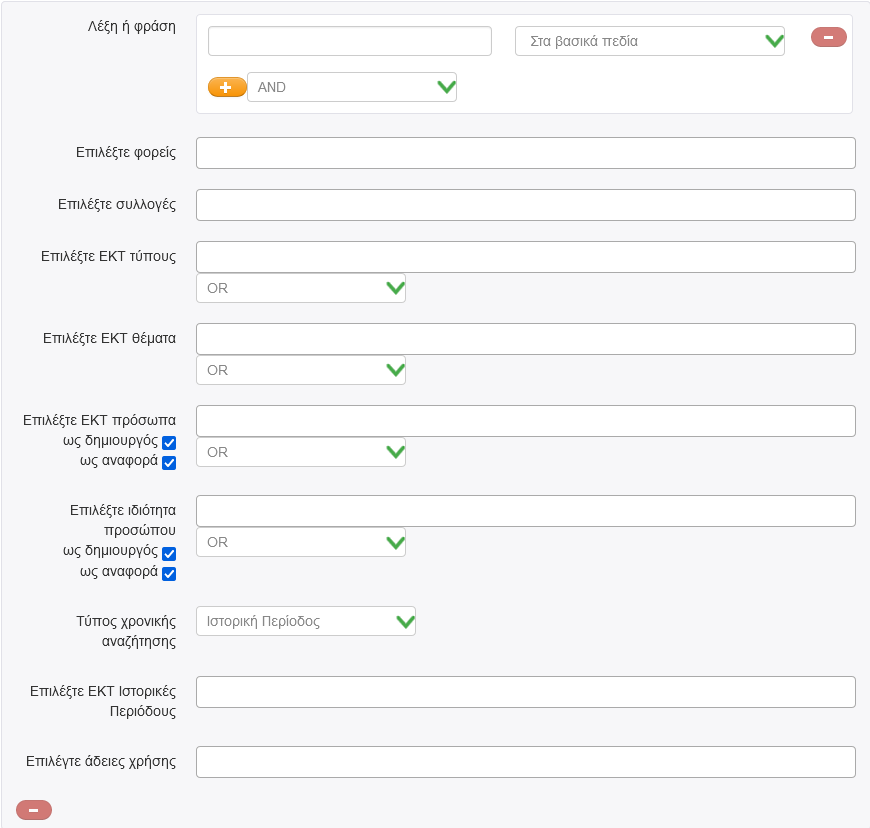 Λέξη ή φράση
Στα βασικά πεδία
AND
Επιλέξτε φορείς
Επιλέξτε συλλογές
Επιλέξτε ΕΚΤ τύπους
OR
Επιλέξτε ΕΚΤ θέματα
OR
Επιλέξτε ΕΚΤ πρόσωπα
ως δημιουργός
ως αναφορά
OR
Επιλέξτε ιδιότητα
προσώπου
ως δημιουργός
ως αναφορά
OR
Τύπος χρονικής
αναζήτησης
Ιστορική Περίοδος
Επιλέξτε ΕΚΤ Ιστορικές
Περιόδους
Επιλέγτε άδειες χρήσης